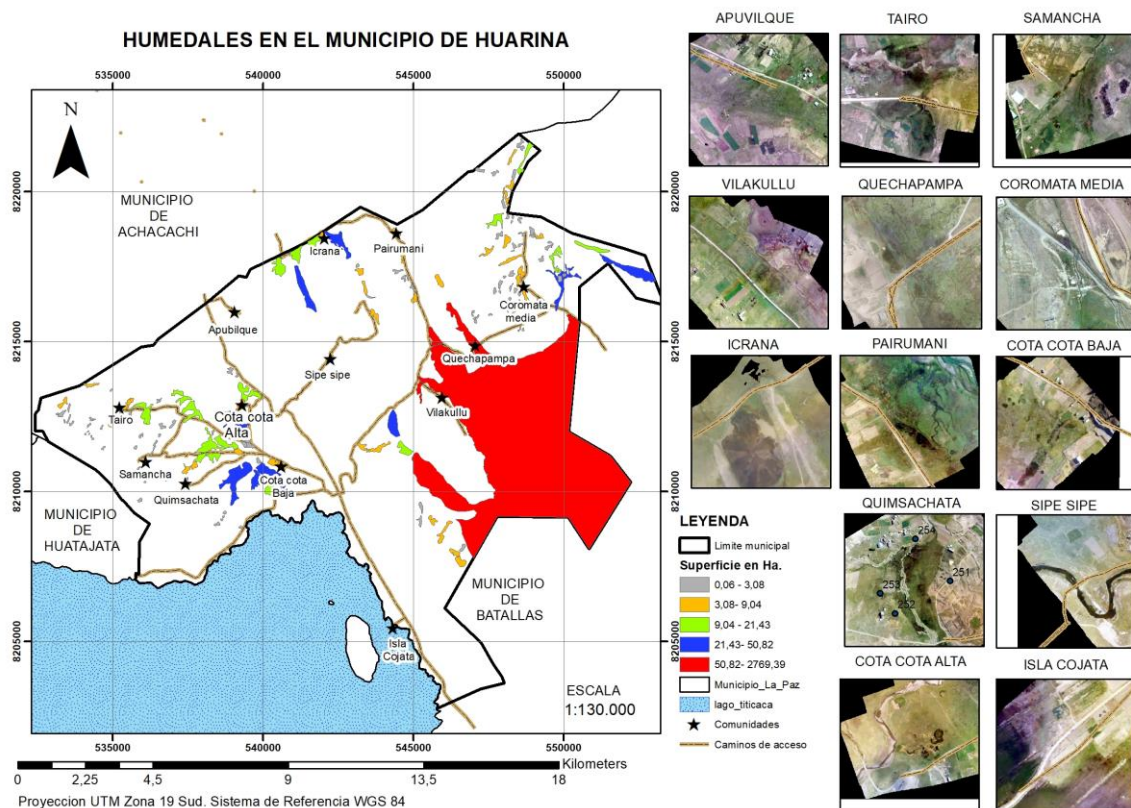 HUMEDALES EN EL MUNICIPIO DE HUARINA
535000
540000
545000
550000
N
8220000
8220000
MUNICIPIO
DE
ACHACACHI
Icrana
Pairumani
Coromata
media
Apubilque
8215000
8215000
Quechapampa
Sipe sipe
Vilakullu
Tairo
Cota cota
Alta
Samancha
Quimsachata
Cota cota
Baja
8210000
8210000
MUNICIPIO
DE
HUATAJATA
MUNICIPIO
DE
BATALLAS
Isla
Cojata
8205000
8205000
ESCALA
1:130.000
LEYENDA
Limite municipal
Superficie en Ha.
0,06 - 3,08
3,08- 9,04
9,04 - 21,43
21,43- 50,82
50,82- 2769,39
Municipio_La_Paz
lago_titicaca
Comunidades
Caminos de acceso
535000
540000
545000
550000
Kilometers
0
2,25
4,5
9
13,5
18
Proyeccion UTM Zona 19 Sud. Sistema de Referencia WGS 84
APUVILQUE
TAIRO
SAMANCHA
VILAKULLU
QUECHAPAMPA
COROMATA MEDIA
ICRANA
PAIRUMANI
COTA COTA BAJA
QUIMSACHATA
254
253
251
252
SIPE SIPE
COTA COTA ALTA
ISLA COJATA